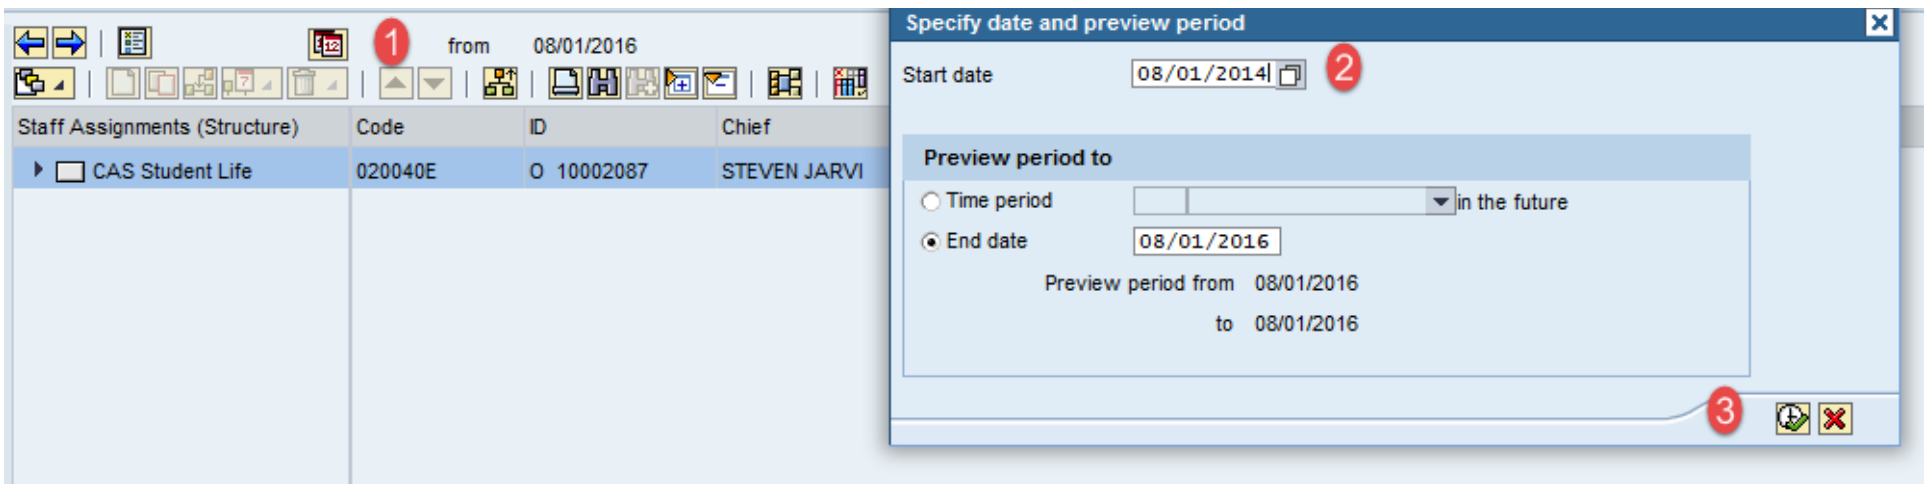 12
1
from 08/01/2016
Staff Assignments (Structure) Code ID Chief
CAS Student Life 020040E O 10002087 STEVEN JARVI
Specify date and preview period
Start date 08/01/2014 2
Preview period to
Time period in the future
End date 08/01/2016
Preview period from 08/01/2016
to 08/01/2016
3